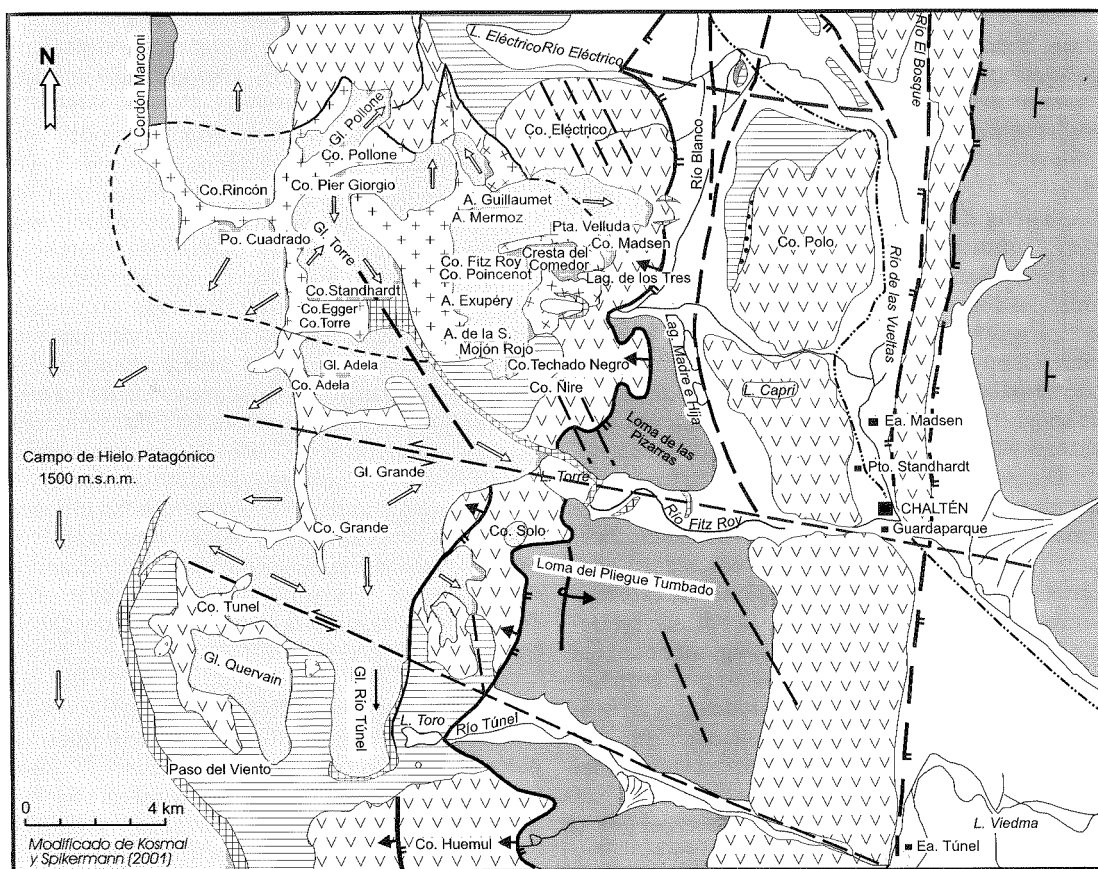 N
Cordón Marconi
L. Eléctrico
Río Eléctrico
Río El Bosque
Gl. Pollone
Co. Pollone
Co. Eléctrico
Río Blanco
Co.Rincón
Co. Pier Giorgio
A. Guillaumet
A. Mermoz
Pta. Velluda
Co. Polo
Po. Cuadrado
Gl. Torre
Co. Madsen
Co. Fitz Roy
Cresta del
Comedor
Co. Poincenot
Lag. de los Tres
Río de las Vueltas
Co.Standhardt
Co.Egger
Co.Torre
A. Exupéry
A. de la S.
Mojón Rojo
Lag. Madre e Hija
Gl. Adela
Co. Adela
Co.Techado Negro
Co. Ñire
L. Capri
Ea. Madsen
Loma de las
Pizarras
Campo de Hielo Patagónico
1500 m.s.n.m.
Gl. Grande
L. Torre
Pto. Standhardt
CHALTÉN
Guardaparque
Río
Fitz Roy
Co. Grande
Co. Solo
Loma del Pliegue Tumbado
Co. Tunel
Gl. Quervain
Gl. Río Túnel
L. Toro
Río Túnel
Paso del Viento
0
4 km
L. Viedma
Modificado de Kosmal
y Spikermann (2001)
Co. Huemul
Ea. Túnel